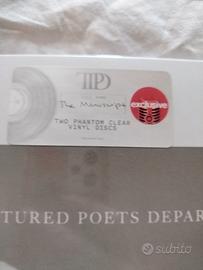 TTPD
The Manuscript
TWO PHANTOM CLEAR
VINYL DISCS
exclusive
TURED POETS DEPAR
subito